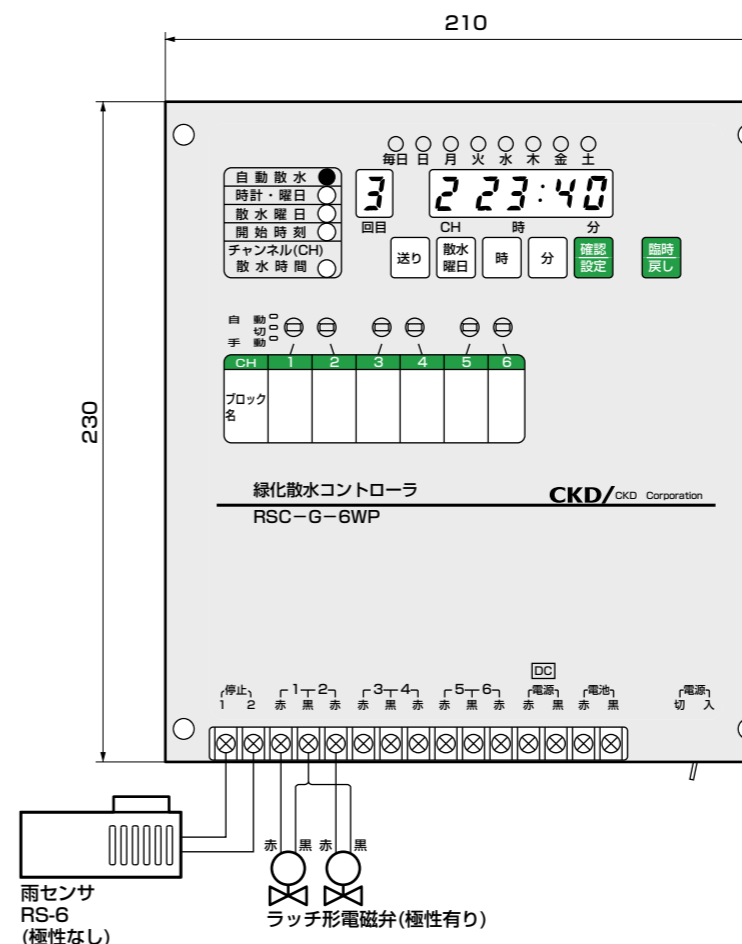 210
230
毎日 日 月 火 水 木 金 土
自動散水
時計・曜日
散水曜日
開始時刻
チャンネル(CH)
散水時間
3 2 23:40
回目 CH 時 分
送り 散水曜日 時 分 確認設定 臨時戻し
自動
切
手動
CH 1 2 3 4 5 6
ブロック名
緑化散水コントローラ
RSC-G-6WP
CKD/CKD Corporation
DC
停止 1 2 3 4 5 6 電源 電池 電源
1 2 赤 黒 赤 赤 黒 赤 赤 黒 赤 赤 黒 赤 黒 切 入
赤 黒 赤 黒
雨センサ
RS-6
(極性なし)
ラッチ形電磁弁(極性有り)